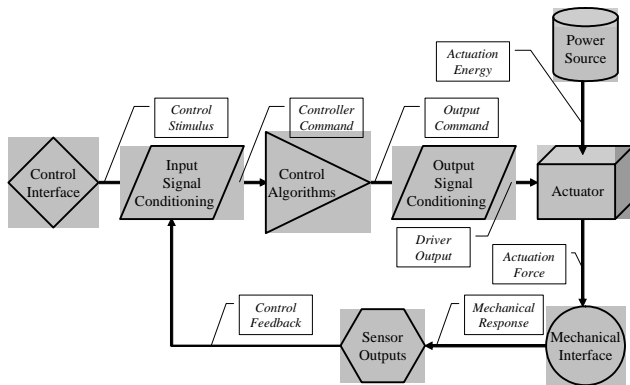 Power
Source
Actuation
Energy
Control
Stimulus
Controller
Command
Output
Command
Control
Interface
Input
Signal
Conditioning
Control
Algorithms
Output
Signal
Conditioning
Actuator
Driver
Output
Actuation
Force
Control
Feedback
Mechanical
Response
Sensor
Outputs
Mechanical
Interface